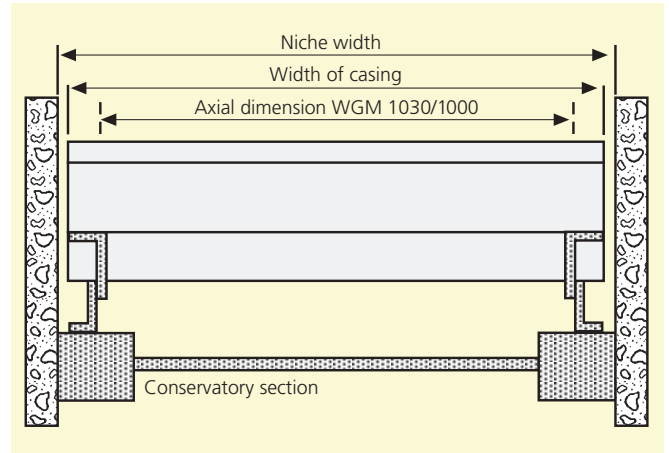 Niche width
Width of casing
Axial dimension WGM 1030/1000
Conservatory section